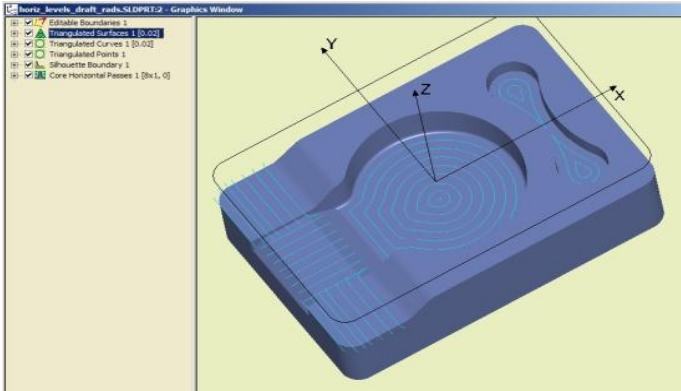 horiz_levels_draft_rads.SLDPRT:2 - Graphics Window
Editable Boundaries 1
Triangulated Surfaces 1 [0.02]
Triangulated Curves 1 [0.02]
Triangulated Points 1
Silhouette Boundary 1
Core Horizontal Passes 1 [8x1, 0]
Y
Z
X